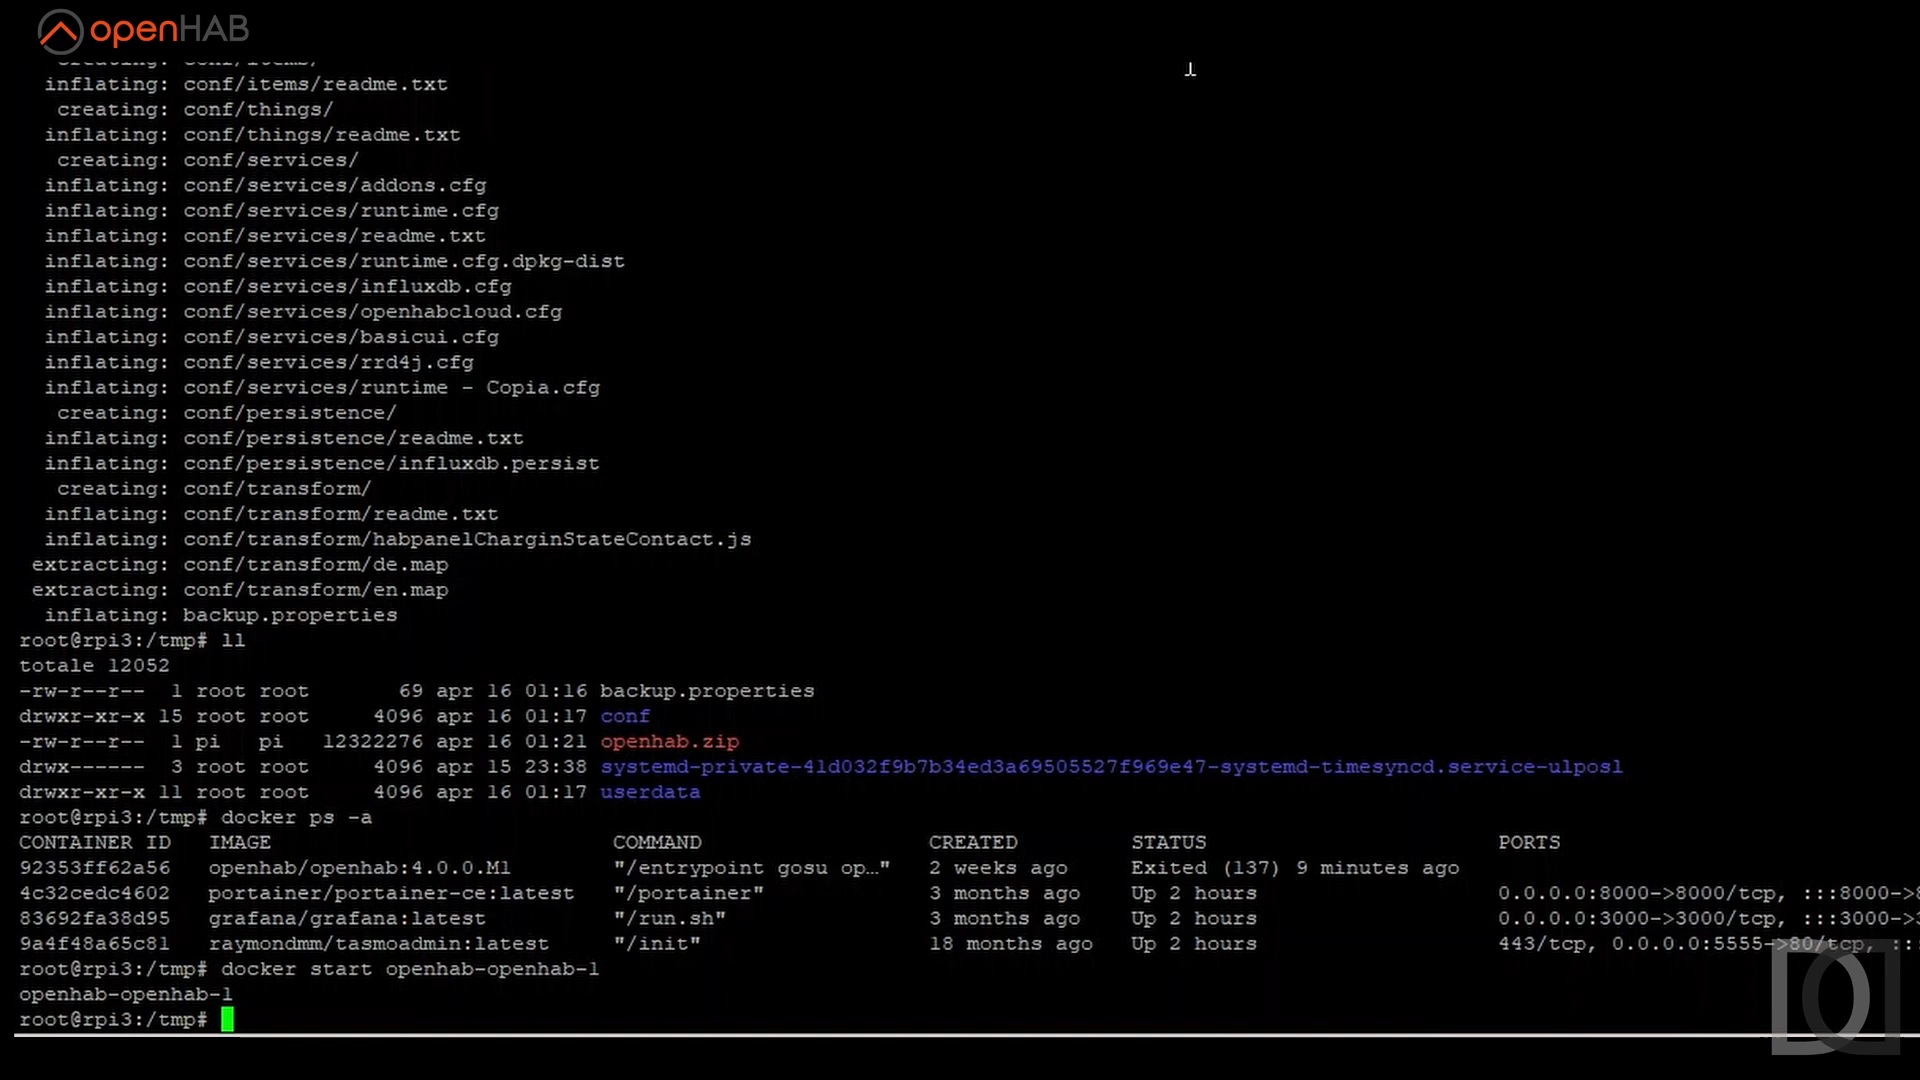 openHAB
creating: conf/items/
inflating: conf/items/readme.txt
creating: conf/things/
inflating: conf/things/readme.txt
creating: conf/services/
inflating: conf/services/addons.cfg
inflating: conf/services/runtime.cfg
inflating: conf/services/readme.txt
inflating: conf/services/runtime.cfg.dpkg-dist
inflating: conf/services/influxdb.cfg
inflating: conf/services/openhabcloud.cfg
inflating: conf/services/basicui.cfg
inflating: conf/services/rrd4j.cfg
inflating: conf/services/runtime - Copia.cfg
creating: conf/persistence/
inflating: conf/persistence/readme.txt
inflating: conf/persistence/influxdb.persist
creating: conf/transform/
inflating: conf/transform/readme.txt
inflating: conf/transform/habpanelCharginStateContact.js
extracting: conf/transform/de.map
extracting: conf/transform/en.map
inflating: backup.properties
root@rpi3:/tmp# ll
totale 12052
-rw-r--r-- 1 root root 69 apr 16 01:16 backup.properties
drwxr-xr-x 15 root root 4096 apr 16 01:17 conf
-rw-r--r-- 1 pi pi 12322276 apr 16 01:21 openhab.zip
drwx------ 3 root root 4096 apr 15 23:38 systemd-private-41d032f9b7b34ed3a69505527f969e47-systemd-timesyncd.service-ulposl
drwxr-xr-x 11 root root 4096 apr 16 01:17 userdata
root@rpi3:/tmp# docker ps -a
CONTAINER ID IMAGE COMMAND CREATED STATUS PORTS
92353ff62a56 openhab/openhab:4.0.0.M1 "/entrypoint gosu op…" 2 weeks ago Exited (137) 9 minutes ago
4c32cedc4602 portainer/portainer-ce:latest "/portainer" 3 months ago Up 2 hours 0.0.0.0:8000->8000/tcp, :::8000->8
83692fa38d95 grafana/grafana:latest "/run.sh" 3 months ago Up 2 hours 0.0.0.0:3000->3000/tcp, :::3000->
9a4f48a65c81 raymondmm/tasmoadmin:latest "/init" 18 months ago Up 2 hours 443/tcp, 0.0.0.0:5555->80/tcp, ::
root@rpi3:/tmp# docker start openhab-openhab-1
openhab-openhab-1
root@rpi3:/tmp#